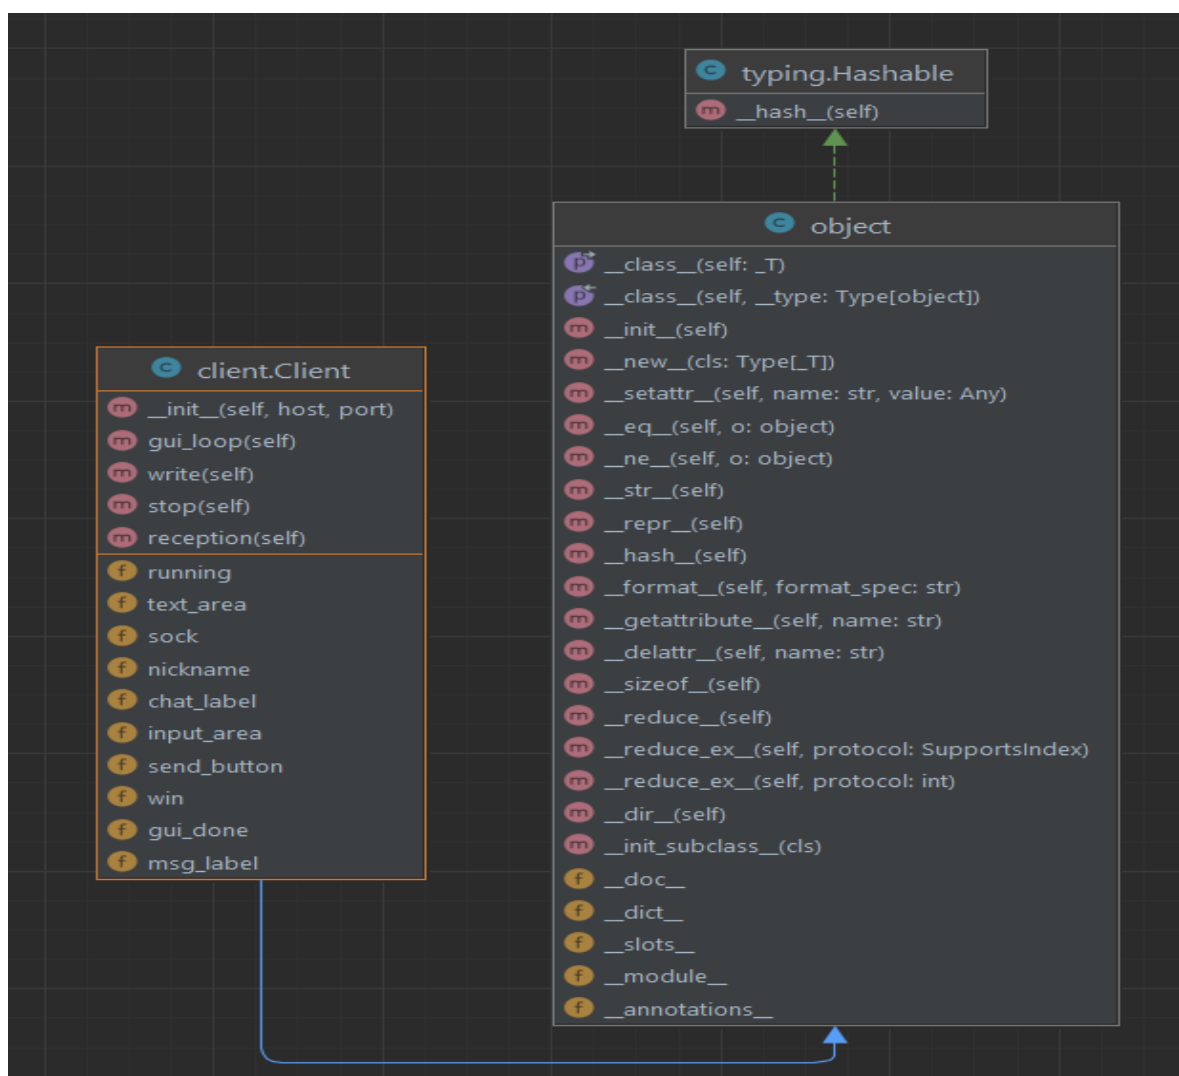 typing.Hashable
__hash__(self)
object
__class__(self: _T)
__class__(self, __type: Type[object])
__init__(self)
__new__(cls: Type[_T])
__setattr__(self, name: str, value: Any)
__eq__(self, o: object)
__ne__(self, o: object)
__str__(self)
__repr__(self)
__hash__(self)
__format__(self, format_spec: str)
__getattribute__(self, name: str)
__delattr__(self, name: str)
__sizeof__(self)
__reduce__(self)
__reduce_ex__(self, protocol: SupportsIndex)
__reduce_ex__(self, protocol: int)
__dir__(self)
__init_subclass__(cls)
__doc__
__dict__
__slots__
__module__
__annotations__
client.Client
__init__(self, host, port)
gui_loop(self)
write(self)
stop(self)
reception(self)
running
text_area
sock
nickname
chat_label
input_area
send_button
win
gui_done
msg_label